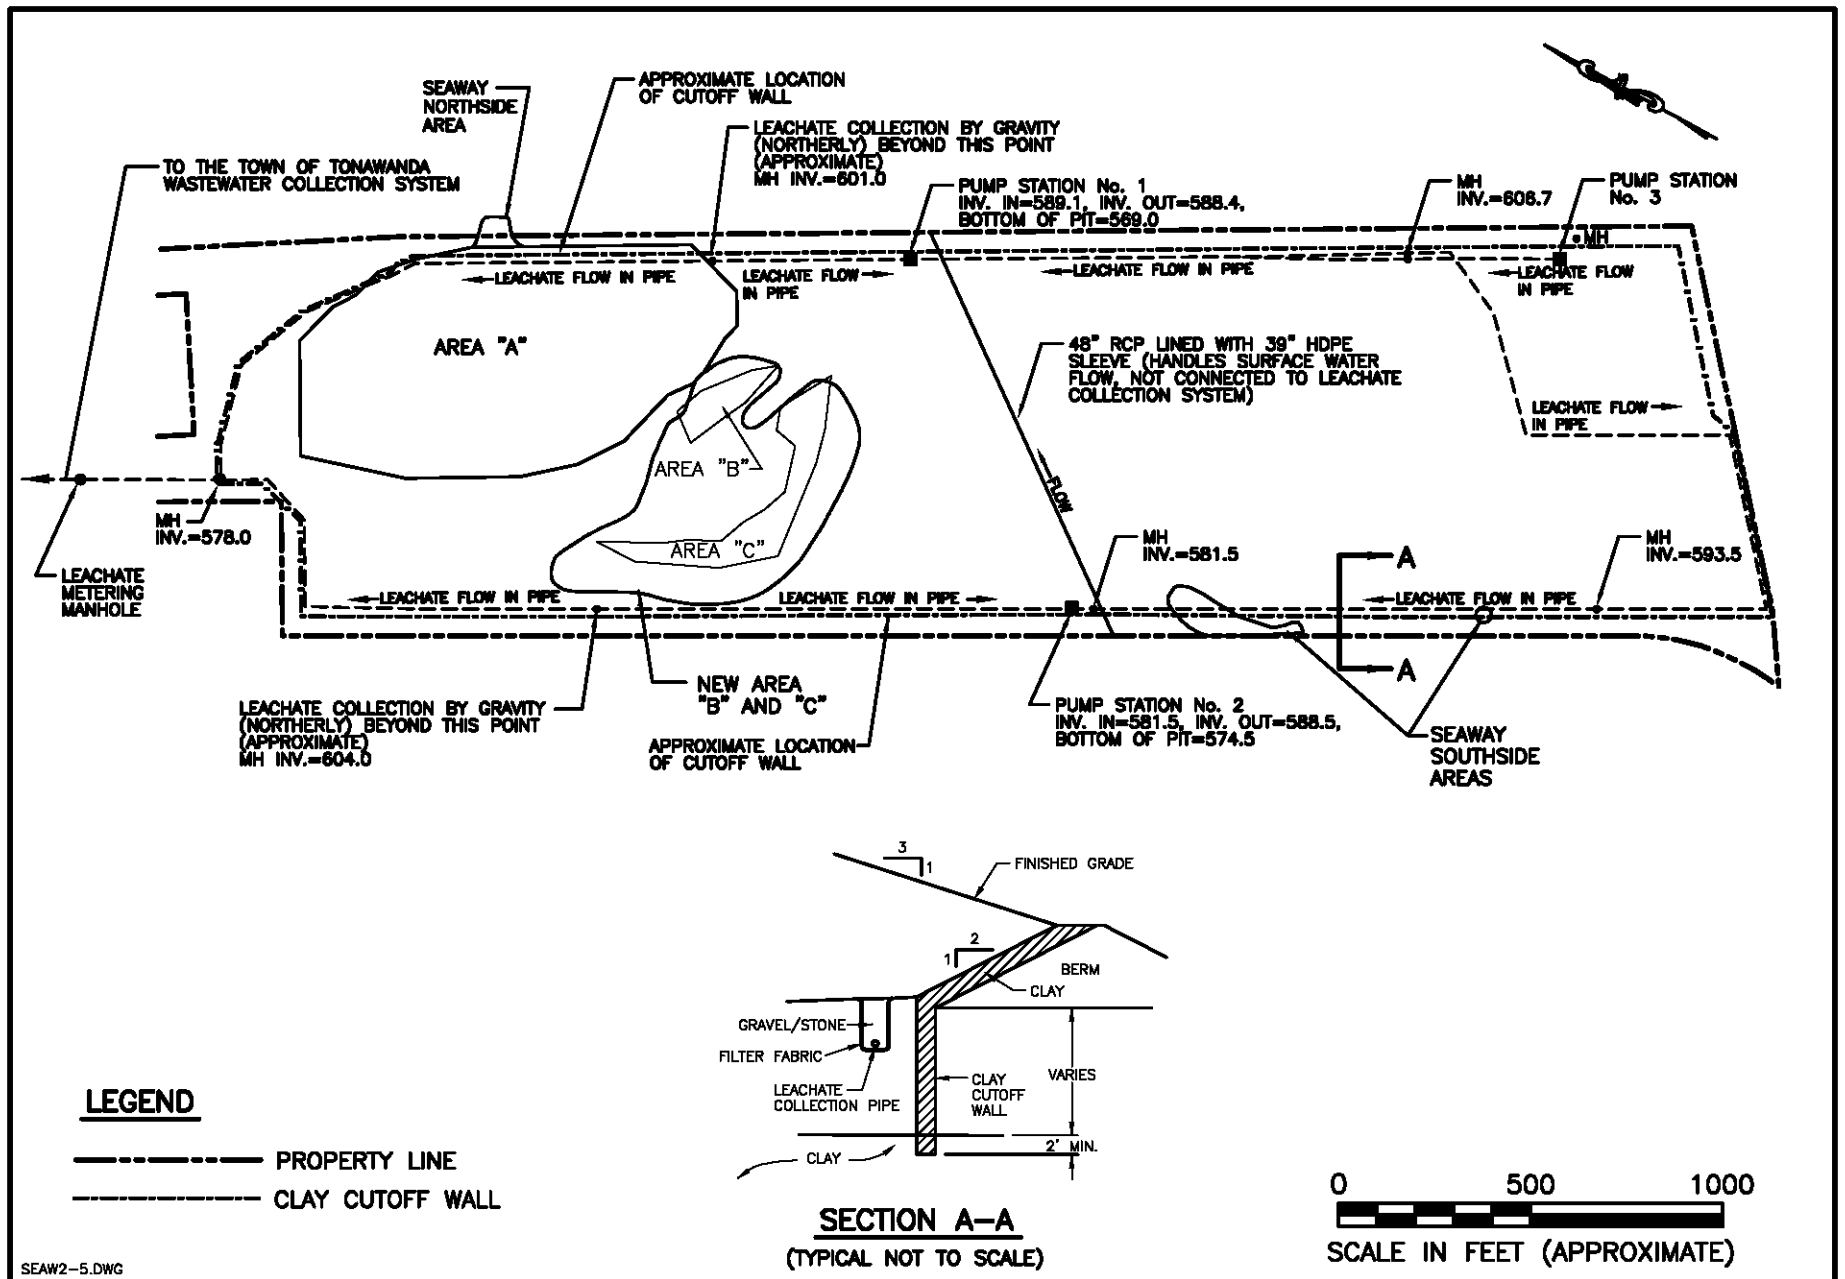 SEAWAY
NORTHSIDE
AREA
APPROXIMATE LOCATION
OF CUTOFF WALL
LEACHATE COLLECTION BY GRAVITY
(NORTHERLY) BEYOND THIS POINT
(APPROXIMATE)
MH INV.=601.0
TO THE TOWN OF TONAWANDA
WASTEWATER COLLECTION SYSTEM
PUMP STATION No. 1
INV. IN=589.1, INV. OUT=588.4,
BOTTOM OF PIT=569.0
MH
INV.=606.7
PUMP STATION
No. 3
MH
LEACHATE FLOW IN PIPE
LEACHATE FLOW
IN PIPE
LEACHATE FLOW IN PIPE
LEACHATE FLOW
IN PIPE
AREA "A"
48" RCP LINED WITH 39" HDPE
SLEEVE (HANDLES SURFACE WATER
FLOW, NOT CONNECTED TO LEACHATE
COLLECTION SYSTEM)
LEACHATE FLOW
IN PIPE
AREA "B"
FLOW
AREA "C"
MH
INV.=578.0
MH
INV.=581.5
A
MH
INV.=593.5
LEACHATE
METERING
MANHOLE
LEACHATE FLOW IN PIPE
LEACHATE FLOW IN PIPE
LEACHATE FLOW IN PIPE
A
NEW AREA
"B" AND "C"
LEACHATE COLLECTION BY GRAVITY
(NORTHERLY) BEYOND THIS POINT
(APPROXIMATE)
MH INV.=604.0
APPROXIMATE LOCATION
OF CUTOFF WALL
PUMP STATION No. 2
INV. IN=581.5, INV. OUT=588.5,
BOTTOM OF PIT=574.5
SEAWAY
SOUTHSIDE
AREAS
3
1
FINISHED GRADE
2
1
BERM
CLAY
GRAVEL/STONE
FILTER FABRIC
LEACHATE
COLLECTION PIPE
CLAY
CUTOFF
WALL
VARIES
2' MIN.
CLAY
SECTION A-A
(TYPICAL NOT TO SCALE)
LEGEND
PROPERTY LINE
CLAY CUTOFF WALL
0 500 1000
SCALE IN FEET (APPROXIMATE)
SEAW2-5.DWG